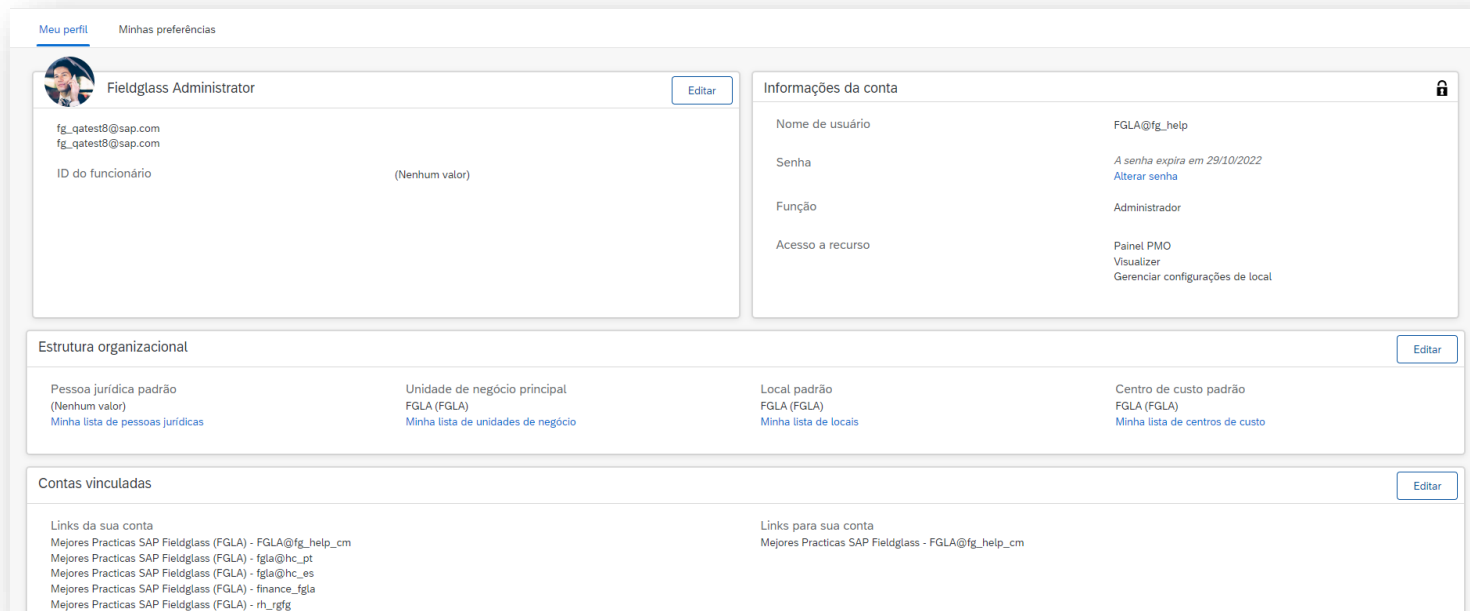 Meu perfil
Minhas preferências
Fieldglass Administrator
Editar
fg_qatest8@sap.com
fg_qatest8@sap.com
ID do funcionário
(Nenhum valor)
Informações da conta
Nome de usuário
FGLA@fg_help
Senha
A senha expira em 29/10/2022
Alterar senha
Função
Administrador
Acesso a recurso
Painel PMO
Visualizer
Gerenciar configurações de local
Estrutura organizacional
Editar
Pessoa jurídica padrão
(Nenhum valor)
Minha lista de pessoas jurídicas
Unidade de negócio principal
FGLA (FGLA)
Minha lista de unidades de negócio
Local padrão
FGLA (FGLA)
Minha lista de locais
Centro de custo padrão
FGLA (FGLA)
Minha lista de centros de custo
Contas vinculadas
Editar
Links da sua conta
Mejores Practicas SAP Fieldglass (FGLA) - FGLA@fg_help_cm
Mejores Practicas SAP Fieldglass (FGLA) - fgla@hc_pt
Mejores Practicas SAP Fieldglass (FGLA) - fgla@hc_es
Mejores Practicas SAP Fieldglass (FGLA) - finance_fgla
Mejores Practicas SAP Fieldglass (FGLA) - rh_rgfg
Links para sua conta
Mejores Practicas SAP Fieldglass - FGLA@fg_help_cm